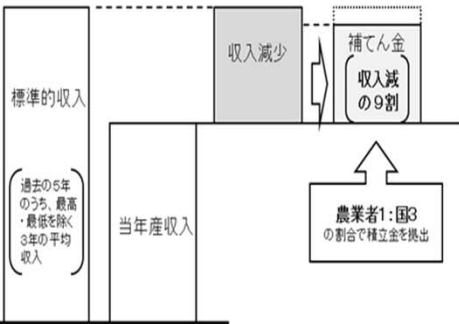 標準的収入
過去の5年
のうち、最高
・最低を除く
3年の平均
収入
当年産収入
収入減少
補てん金
収入減
の9割
農業者1:国3
の割合で積立金を拠出